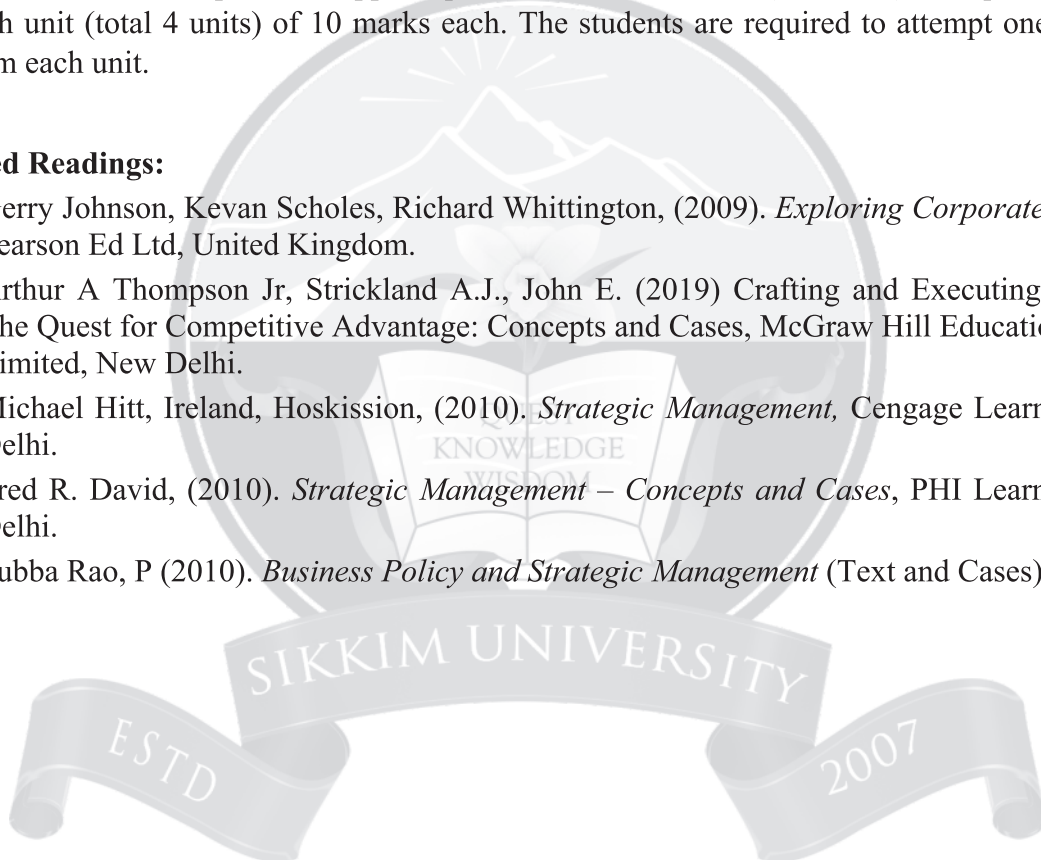 h unit (total 4 units) of 10 marks each. The students are required to attempt one
m each unit.
ed Readings:
erry Johnson, Kevan Scholes, Richard Whittington, (2009). Exploring Corporate
earson Ed Ltd, United Kingdom.
rthur A Thompson Jr, Strickland A.J., John E. (2019) Crafting and Executing
he Quest for Competitive Advantage: Concepts and Cases, McGraw Hill Educatio
imited, New Delhi.
Michael Hitt, Ireland, Hoskission, (2010). Strategic Management, Cengage Learn
elhi.
red R. David, (2010). Strategic Management – Concepts and Cases, PHI Learn
elhi.
ubba Rao, P (2010). Business Policy and Strategic Management (Text and Cases)
QUEST
KNOWLEDGE
WISDOM
SIKKIM UNIVERSITY
ESTD
2007